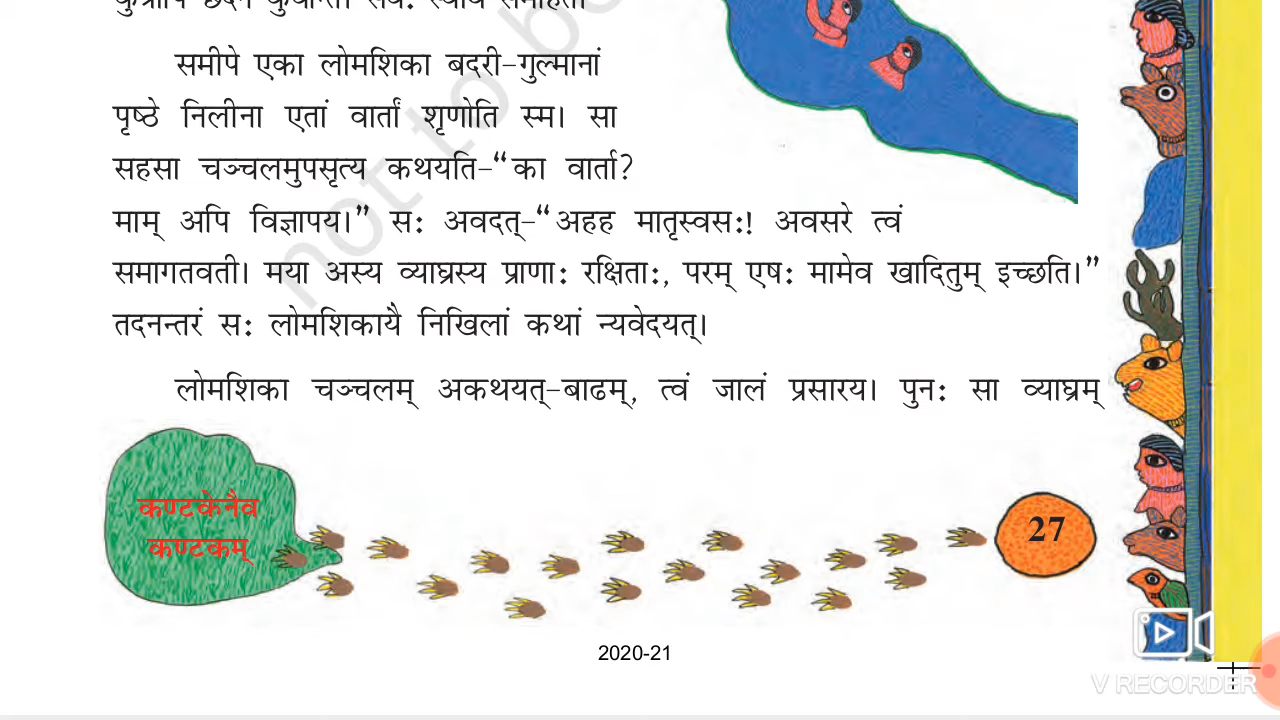 समीपे एका लोमशिका बदरी-गुल्मानां
पृष्ठे निलीना एतां वार्तां शृणोति स्म। सा
सहसा चञ्चलमुपसृत्य कथयति-“का वार्ता?
माम् अपि विज्ञापय।” सः अवदत्-“अहह मातृस्वसः! अवसरे त्वं
समागतवती। मया अस्य व्याघ्रस्य प्राणाः रक्षिताः, परम् एषः मामेव खादितुम् इच्छति।”
तदनन्तरं सः लोमशिकायै निखिलां कथां न्यवेदयत्।
लोमशिका चञ्चलम् अकथयत्-बाढम्, त्वं जालं प्रसारय। पुनः सा व्याघ्रम्
कण्टकेनैव
कण्टकम्
27
2020-21
V RECORDER
not to b